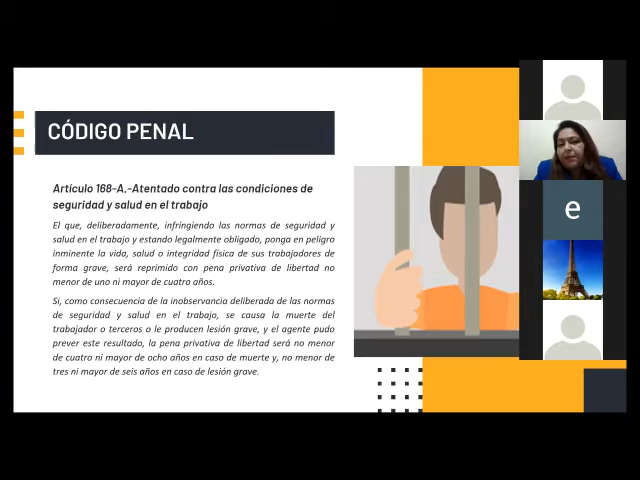 CÓDIGO PENAL
Artículo 168-A.-Atentado contra las condiciones de
seguridad y salud en el trabajo
El que, deliberadamente, infringiendo las normas de seguridad y
salud en el trabajo y estando legalmente obligado, ponga en peligro
inminente la vida, salud o integridad física de sus trabajadores de
forma grave, será reprimido con pena privativa de libertad no
menor de uno ni mayor de cuatro años.
Si, como consecuencia de la inobservancia deliberada de las normas
de seguridad y salud en el trabajo, se causa la muerte del
trabajador o terceros o le producen lesión grave, y el agente pudo
prever este resultado, la pena privativa de libertad será no menor
de cuatro ni mayor de ocho años en caso de muerte y, no menor de
tres ni mayor de seis años en caso de lesión grave.
e